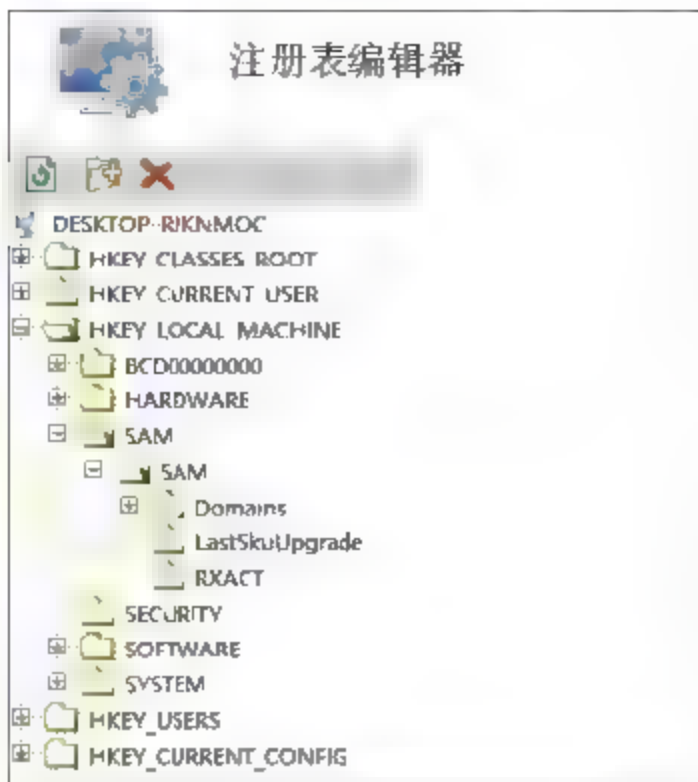 注册表编辑器
DESKTOP-RIKNMOC
HKEY_CLASSES_ROOT
HKEY_CURRENT_USER
HKEY_LOCAL_MACHINE
BCD00000000
HARDWARE
SAM
SAM
Domains
LastSkuUpgrade
RXACT
SECURITY
SOFTWARE
SYSTEM
HKEY_USERS
HKEY_CURRENT_CONFIG